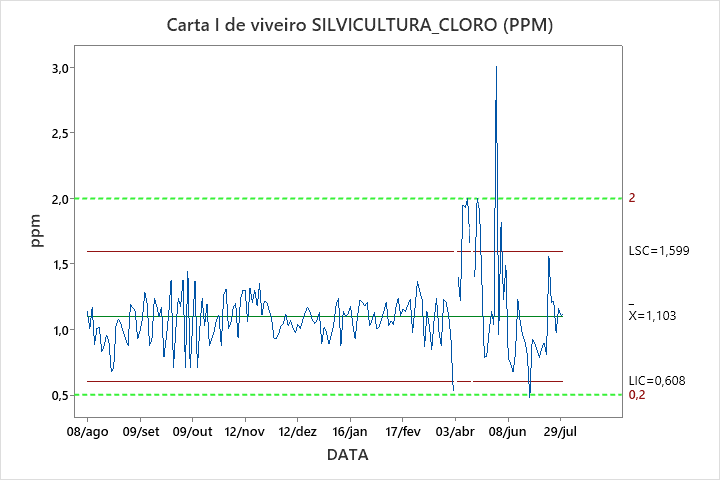 Carta I de viveiro SILVICULTURA_CLORO (PPM)
3,0
2,5
2,0
1,5
1,0
0,5
ppm
2
LSC=1,599
_
X=1,103
LIC=0,608
0,2
08/ago 09/set 09/out 12/nov 12/dez 16/jan 17/fev 03/abr 08/jun 29/jul
DATA